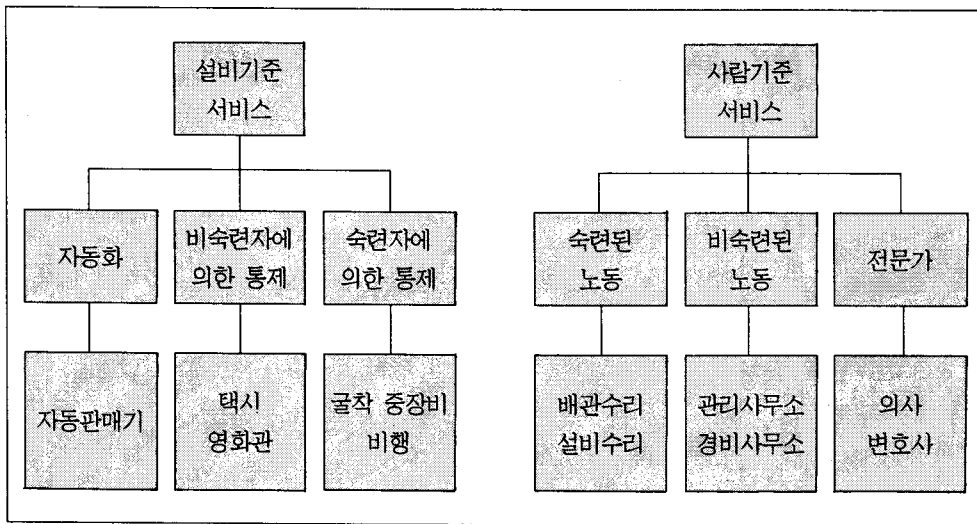 설비기준
서비스
사람기준
서비스
자동화
비숙련자에
의한 통제
숙련자에
의한 통제
숙련된
노동
비숙련된
노동
전문가
자동판매기
택시
영화관
굴착 중장비
비행
배관수리
설비수리
관리사무소
경비사무소
의사
변호사